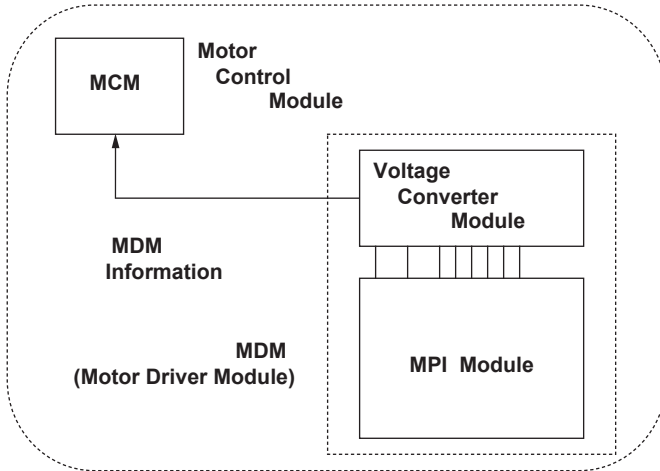 MCM
Motor
Control
Module
Voltage
Converter
Module
MDM
Information
MDM
(Motor Driver Module)
MPI Module